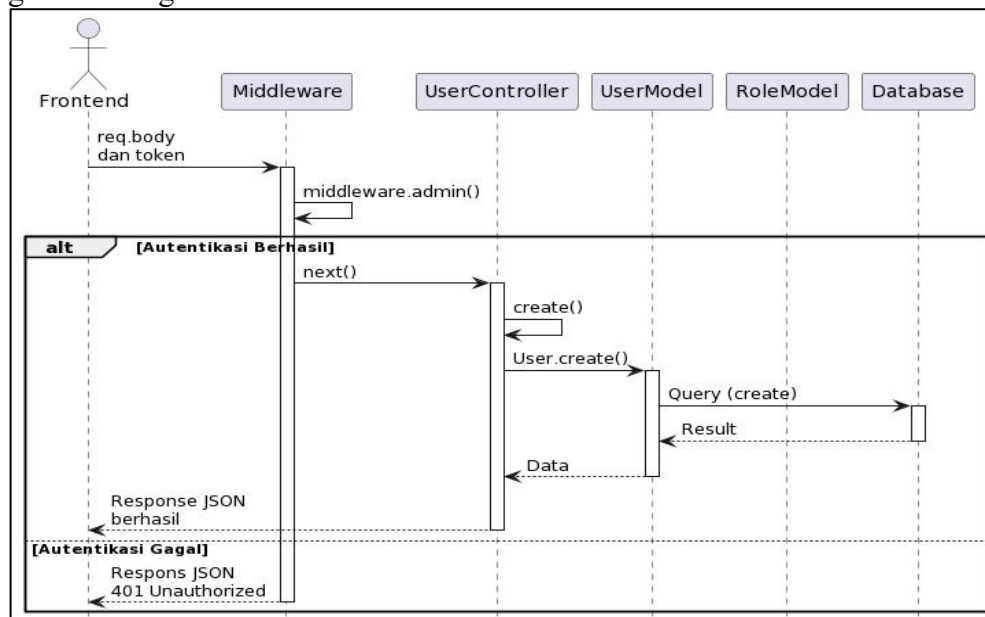 Frontend
Middleware
UserController
UserModel
RoleModel
Database
req.body
dan token
middleware.admin()
alt
[Autentikasi Berhasil]
next()
create()
User.create()
Query (create)
Result
Data
Response JSON
berhasil
[Autentikasi Gagal]
Respons JSON
401 Unauthorized